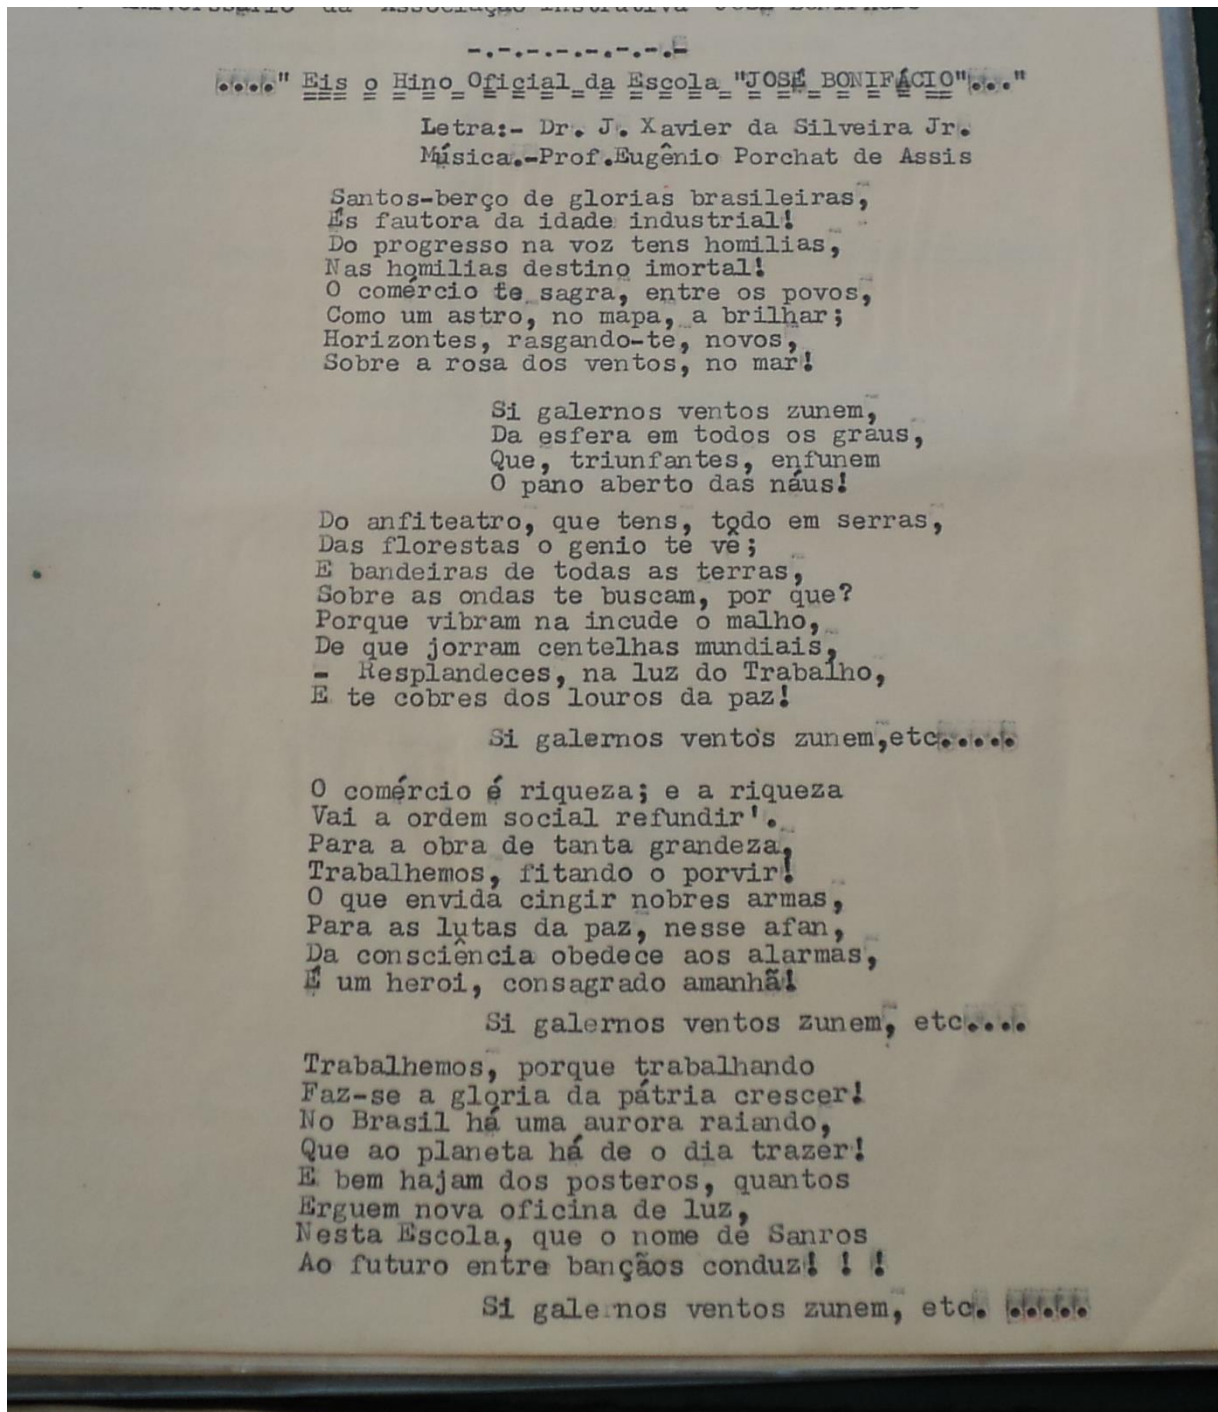 aniversário da Associação Instrutiva JOSÉ BONIFÁCIO
-.-.-.-.-.-.-.-
...." Eis o Hino Oficial da Escola "JOSÉ BONIFÁCIO"..."
Letra:- Dr. J. Xavier da Silveira Jr.
Música.-Prof.Eugênio Porchat de Assis
Santos-berço de glorias brasileiras,
És fautora da idade industrial!
Do progresso na voz tens homilias,
Nas homilias destino imortal!
O comércio te sagra, entre os povos,
Como um astro, no mapa, a brilhar;
Horizontes, rasgando-te, novos,
Sobre a rosa dos ventos, no mar!
Si galernos ventos zunem,
Da esfera em todos os graus,
Que, triunfantes, enfunem
O pano aberto das náus!
Do anfiteatro, que tens, todo em serras,
Das florestas o genio te vê;
E bandeiras de todas as terras,
Sobre as ondas te buscam, por que?
Porque vibram na incude o malho,
De que jorram centelhas mundiais,
- Resplandeces, na luz do Trabalho,
E te cobres dos louros da paz!
Si galernos ventos zunem,etc.....
O comércio é riqueza; e a riqueza
Vai a ordem social refundir'.
Para a obra de tanta grandeza,
Trabalhemos, fitando o porvir!
O que envida cingir nobres armas,
Para as lutas da paz, nesse afan,
Da consciência obedece aos alarmas,
É um heroi, consagrado amanhã!
Si galernos ventos zunem, etc....
Trabalhemos, porque trabalhando
Faz-se a glória da pátria crescer!
No Brasil há uma aurora raiando,
Que ao planeta há de o dia trazer!
E bem hajam dos posteros, quantos
Erguem nova oficina de luz,
Nesta Escola, que o nome de Sanros
Ao futuro entre bançãos conduz! ! !
Si gale nos ventos zunem, etc. .....